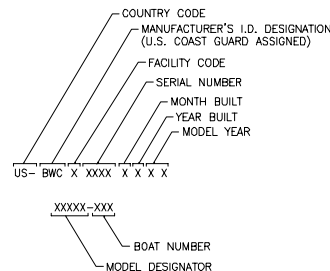 COUNTRY CODE
MANUFACTURER'S I.D. DESIGNATION
(U.S. COAST GUARD ASSIGNED)
FACILITY CODE
SERIAL NUMBER
MONTH BUILT
YEAR BUILT
MODEL YEAR
US- BWC X XXXX X X X X
XXXXX-XXX
BOAT NUMBER
MODEL DESIGNATOR